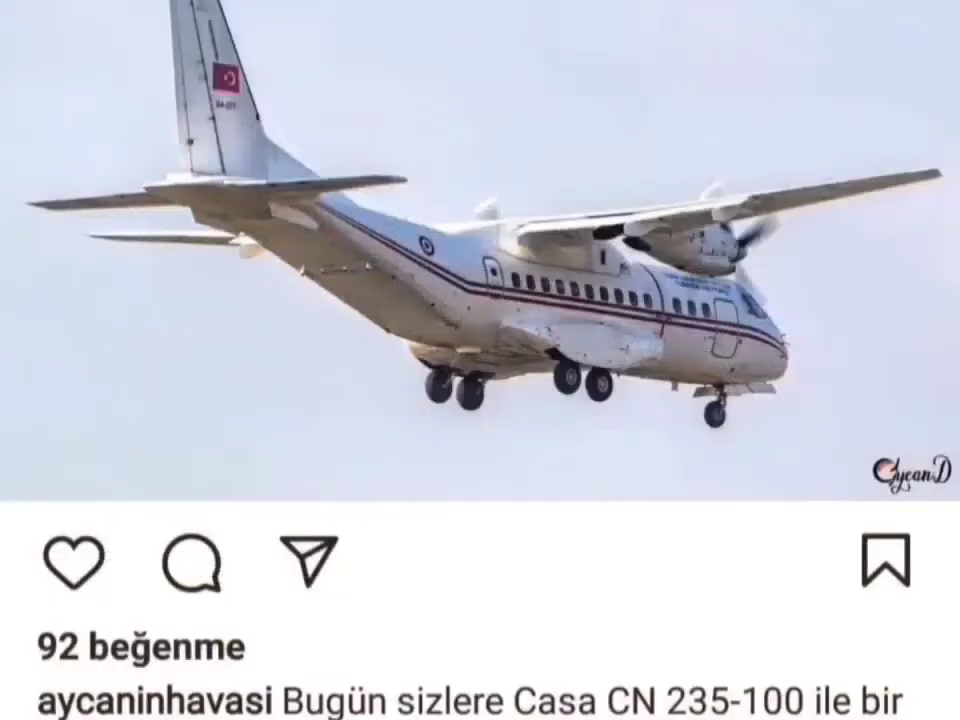 AycanD
92 beğenme
aycaninhavasi Bugün sizlere Casa CN 235-100 ile bir